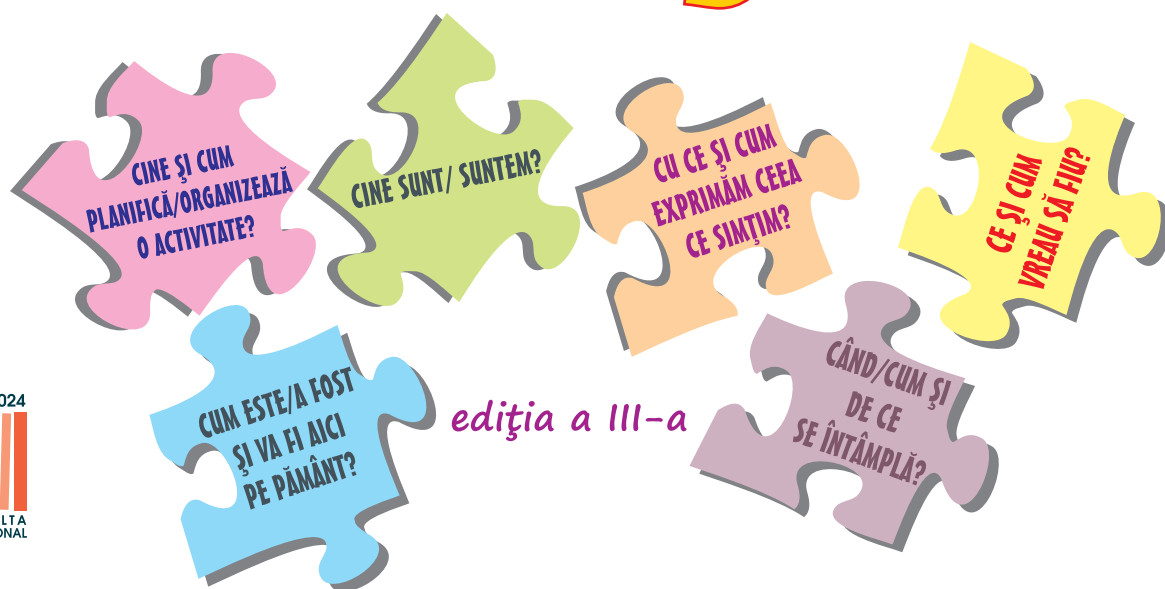 CINE ŞI CUM
PLANIFICĂ/ORGANIZEAZĂ
O ACTIVITATE?
CINE SUNT/ SUNTEM?
CU CE ŞI CUM
EXPRIMĂM CEEA
CE SIMŢIM?
CE ŞI CUM
VREAU SĂ FIU?
CUM ESTE/A FOST
ŞI VA FI AICI
PE PĂMÂNT?
ediţia a III-a
CÂND/CUM ŞI
DE CE
SE ÎNTÂMPLĂ?
024
LTA
ONAL